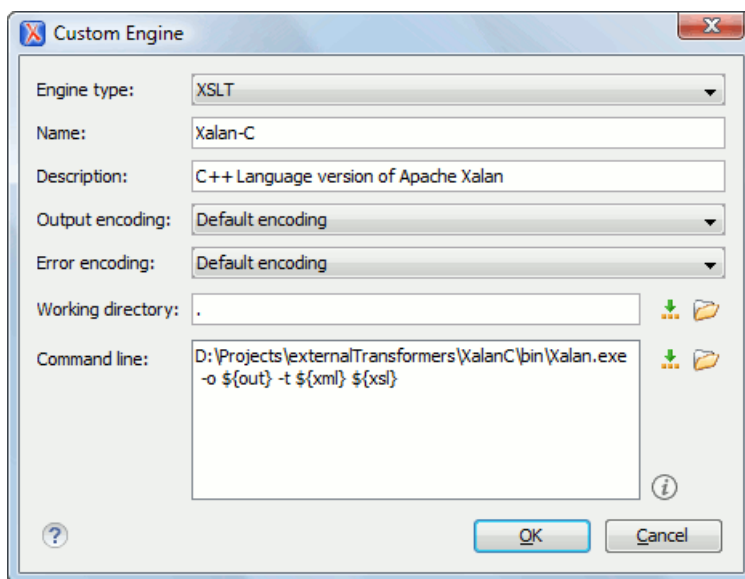 Custom Engine
Engine type: XSLT
Name: Xalan-C
Description: C++ Language version of Apache Xalan
Output encoding: Default encoding
Error encoding: Default encoding
Working directory: .
Command line: D:\Projects\externalTransformers\XalanC\bin\Xalan.exe
-o ${out} -t ${xml} ${xsl}
OK Cancel